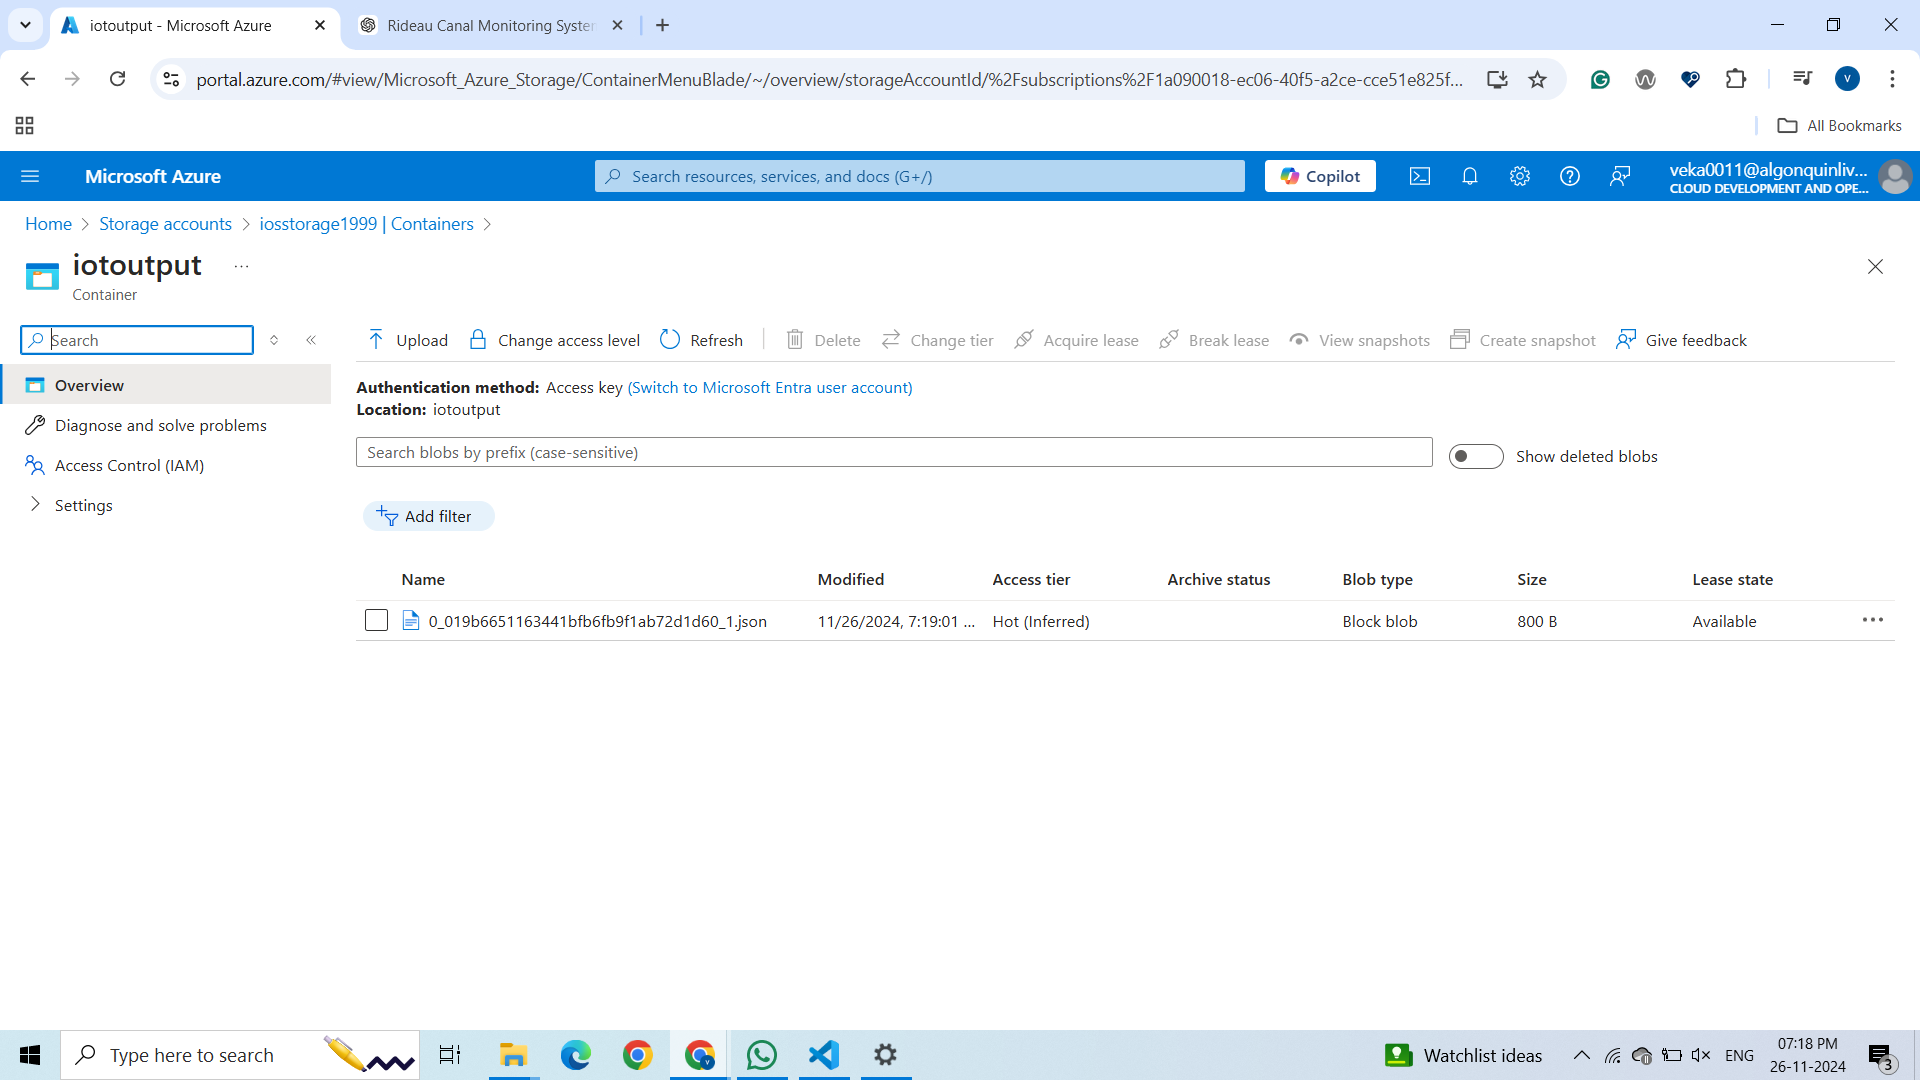 iotoutput - Microsoft Azure
Rideau Canal Monitoring System
portal.azure.com/#view/Microsoft_Azure_Storage/ContainerMenuBlade/~/overview/storageAccountId/%2Fsubscriptions%2F1a090018-ec06-40f5-a2ce-cce51e825f...
V
All Bookmarks
Microsoft Azure
Search resources, services, and docs (G+/)
Copilot
veka0011@algonquinliv...
CLOUD DEVELOPMENT AND OPE...
Home > Storage accounts > iosstorage1999 | Containers >
iotoutput ...
Container
Search
Upload Change access level Refresh Delete Change tier Acquire lease Break lease View snapshots Create snapshot Give feedback
Overview
Diagnose and solve problems
Access Control (IAM)
Settings
Authentication method: Access key (Switch to Microsoft Entra user account)
Location: iotoutput
Search blobs by prefix (case-sensitive)
Show deleted blobs
Add filter
Name Modified Access tier Archive status Blob type Size Lease state
0_019b6651163441bfb6fb9f1ab72d1d60_1.json 11/26/2024, 7:19:01 ... Hot (Inferred) Block blob 800 B Available ...
Type here to search
Watchlist ideas
ENG
07:18 PM
26-11-2024
3